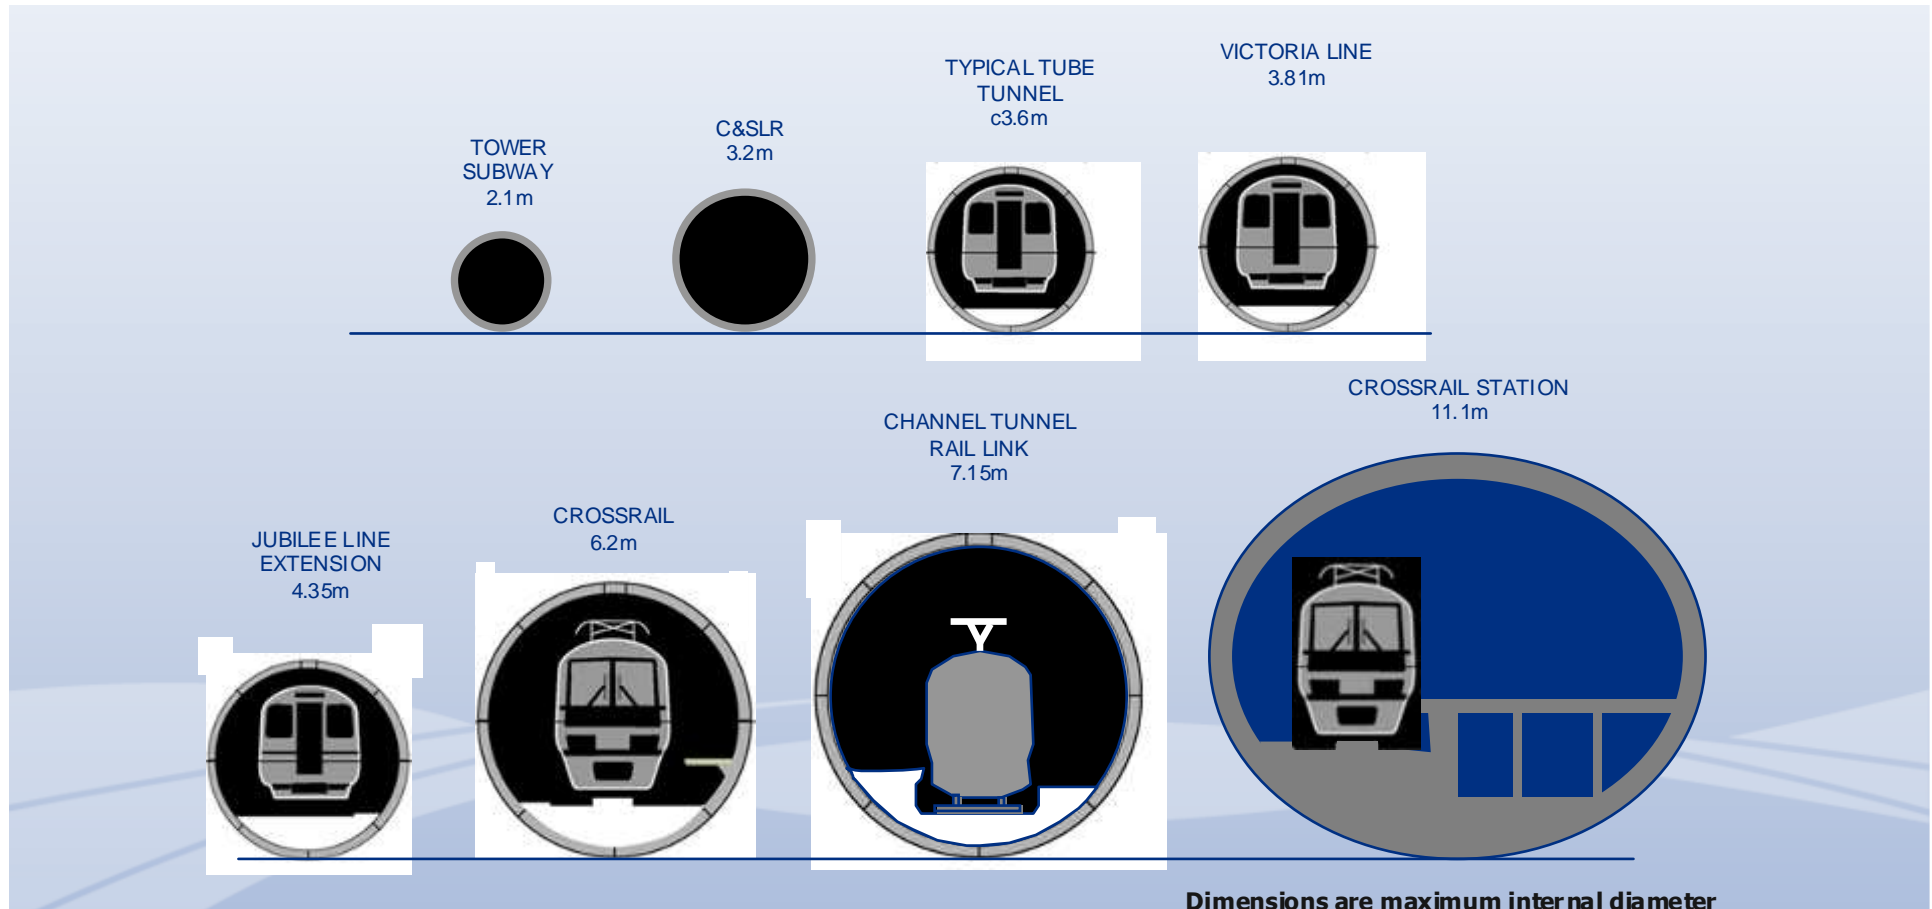 TOWER
SUBWAY
2.1m
C&SLR
3.2m
TYPICAL TUBE
TUNNEL
c3.6m
VICTORIA LINE
3.81m
JUBILEE LINE
EXTENSION
4.35m
CROSSRAIL
6.2m
CHANNEL TUNNEL
RAIL LINK
7.15m
CROSSRAIL STATION
11.1m
Dimensions are maximum internal diameter